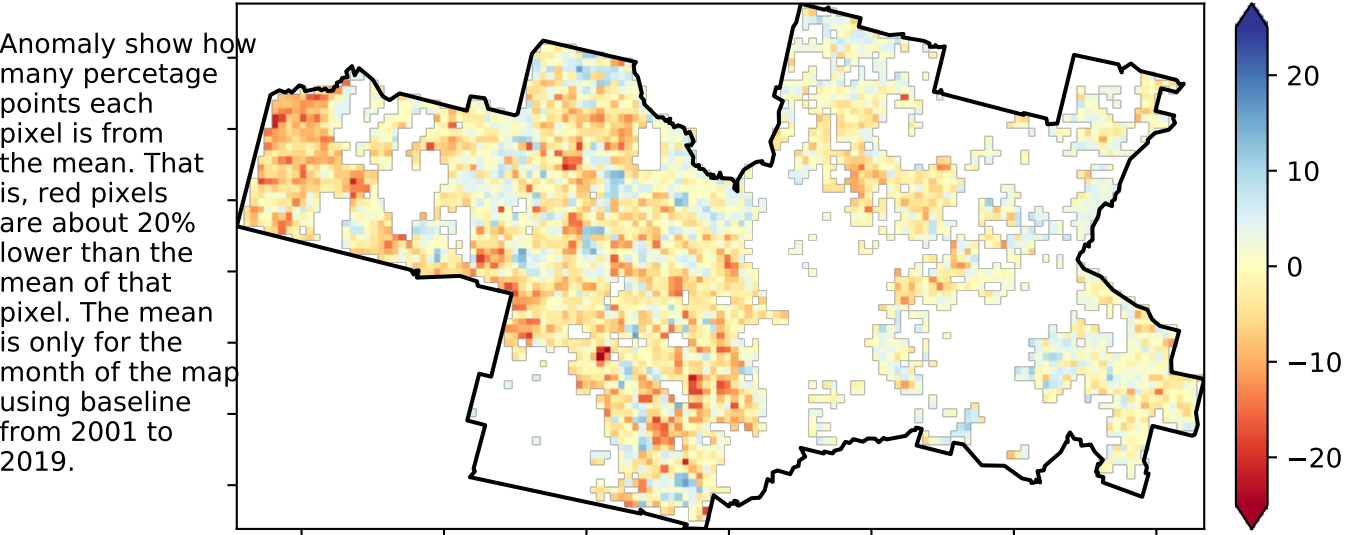 Anomaly show how
many percetage
points each
pixel is from
the mean. That
is, red pixels
are about 20%
lower than the
mean of that
pixel. The mean
is only for the
month of the map
using baseline
from 2001 to
2019.
20
10
0
−10
−20